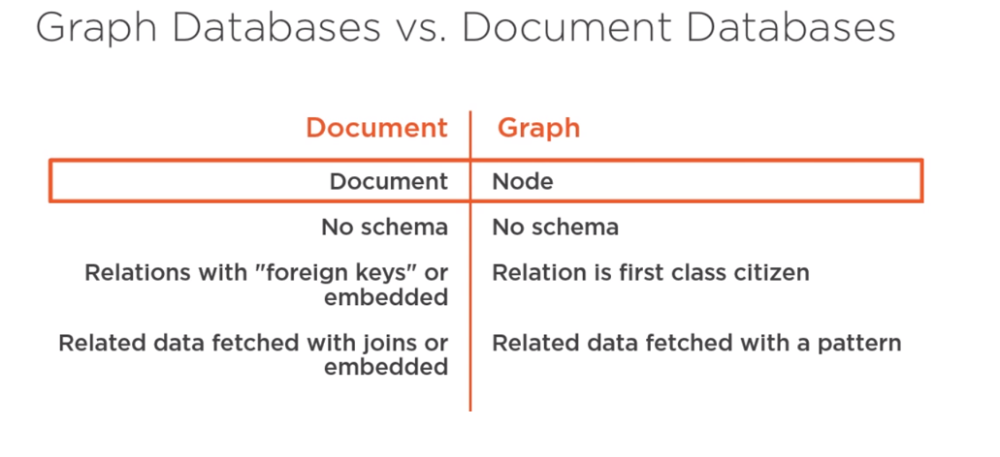 Graph Databases vs. Document Databases
Document Graph
Document Node
No schema No schema
Relations with "foreign keys" or Relation is first class citizen
embedded
Related data fetched with joins or Related data fetched with a pattern
embedded